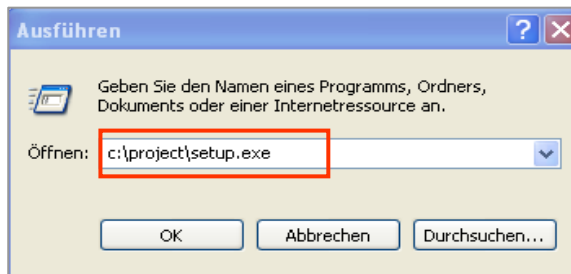 Ausführen
Geben Sie den Namen eines Programms, Ordners,
Dokuments oder einer Internetressource an.
Öffnen: c:\project\setup.exe
OK Abbrechen Durchsuchen...